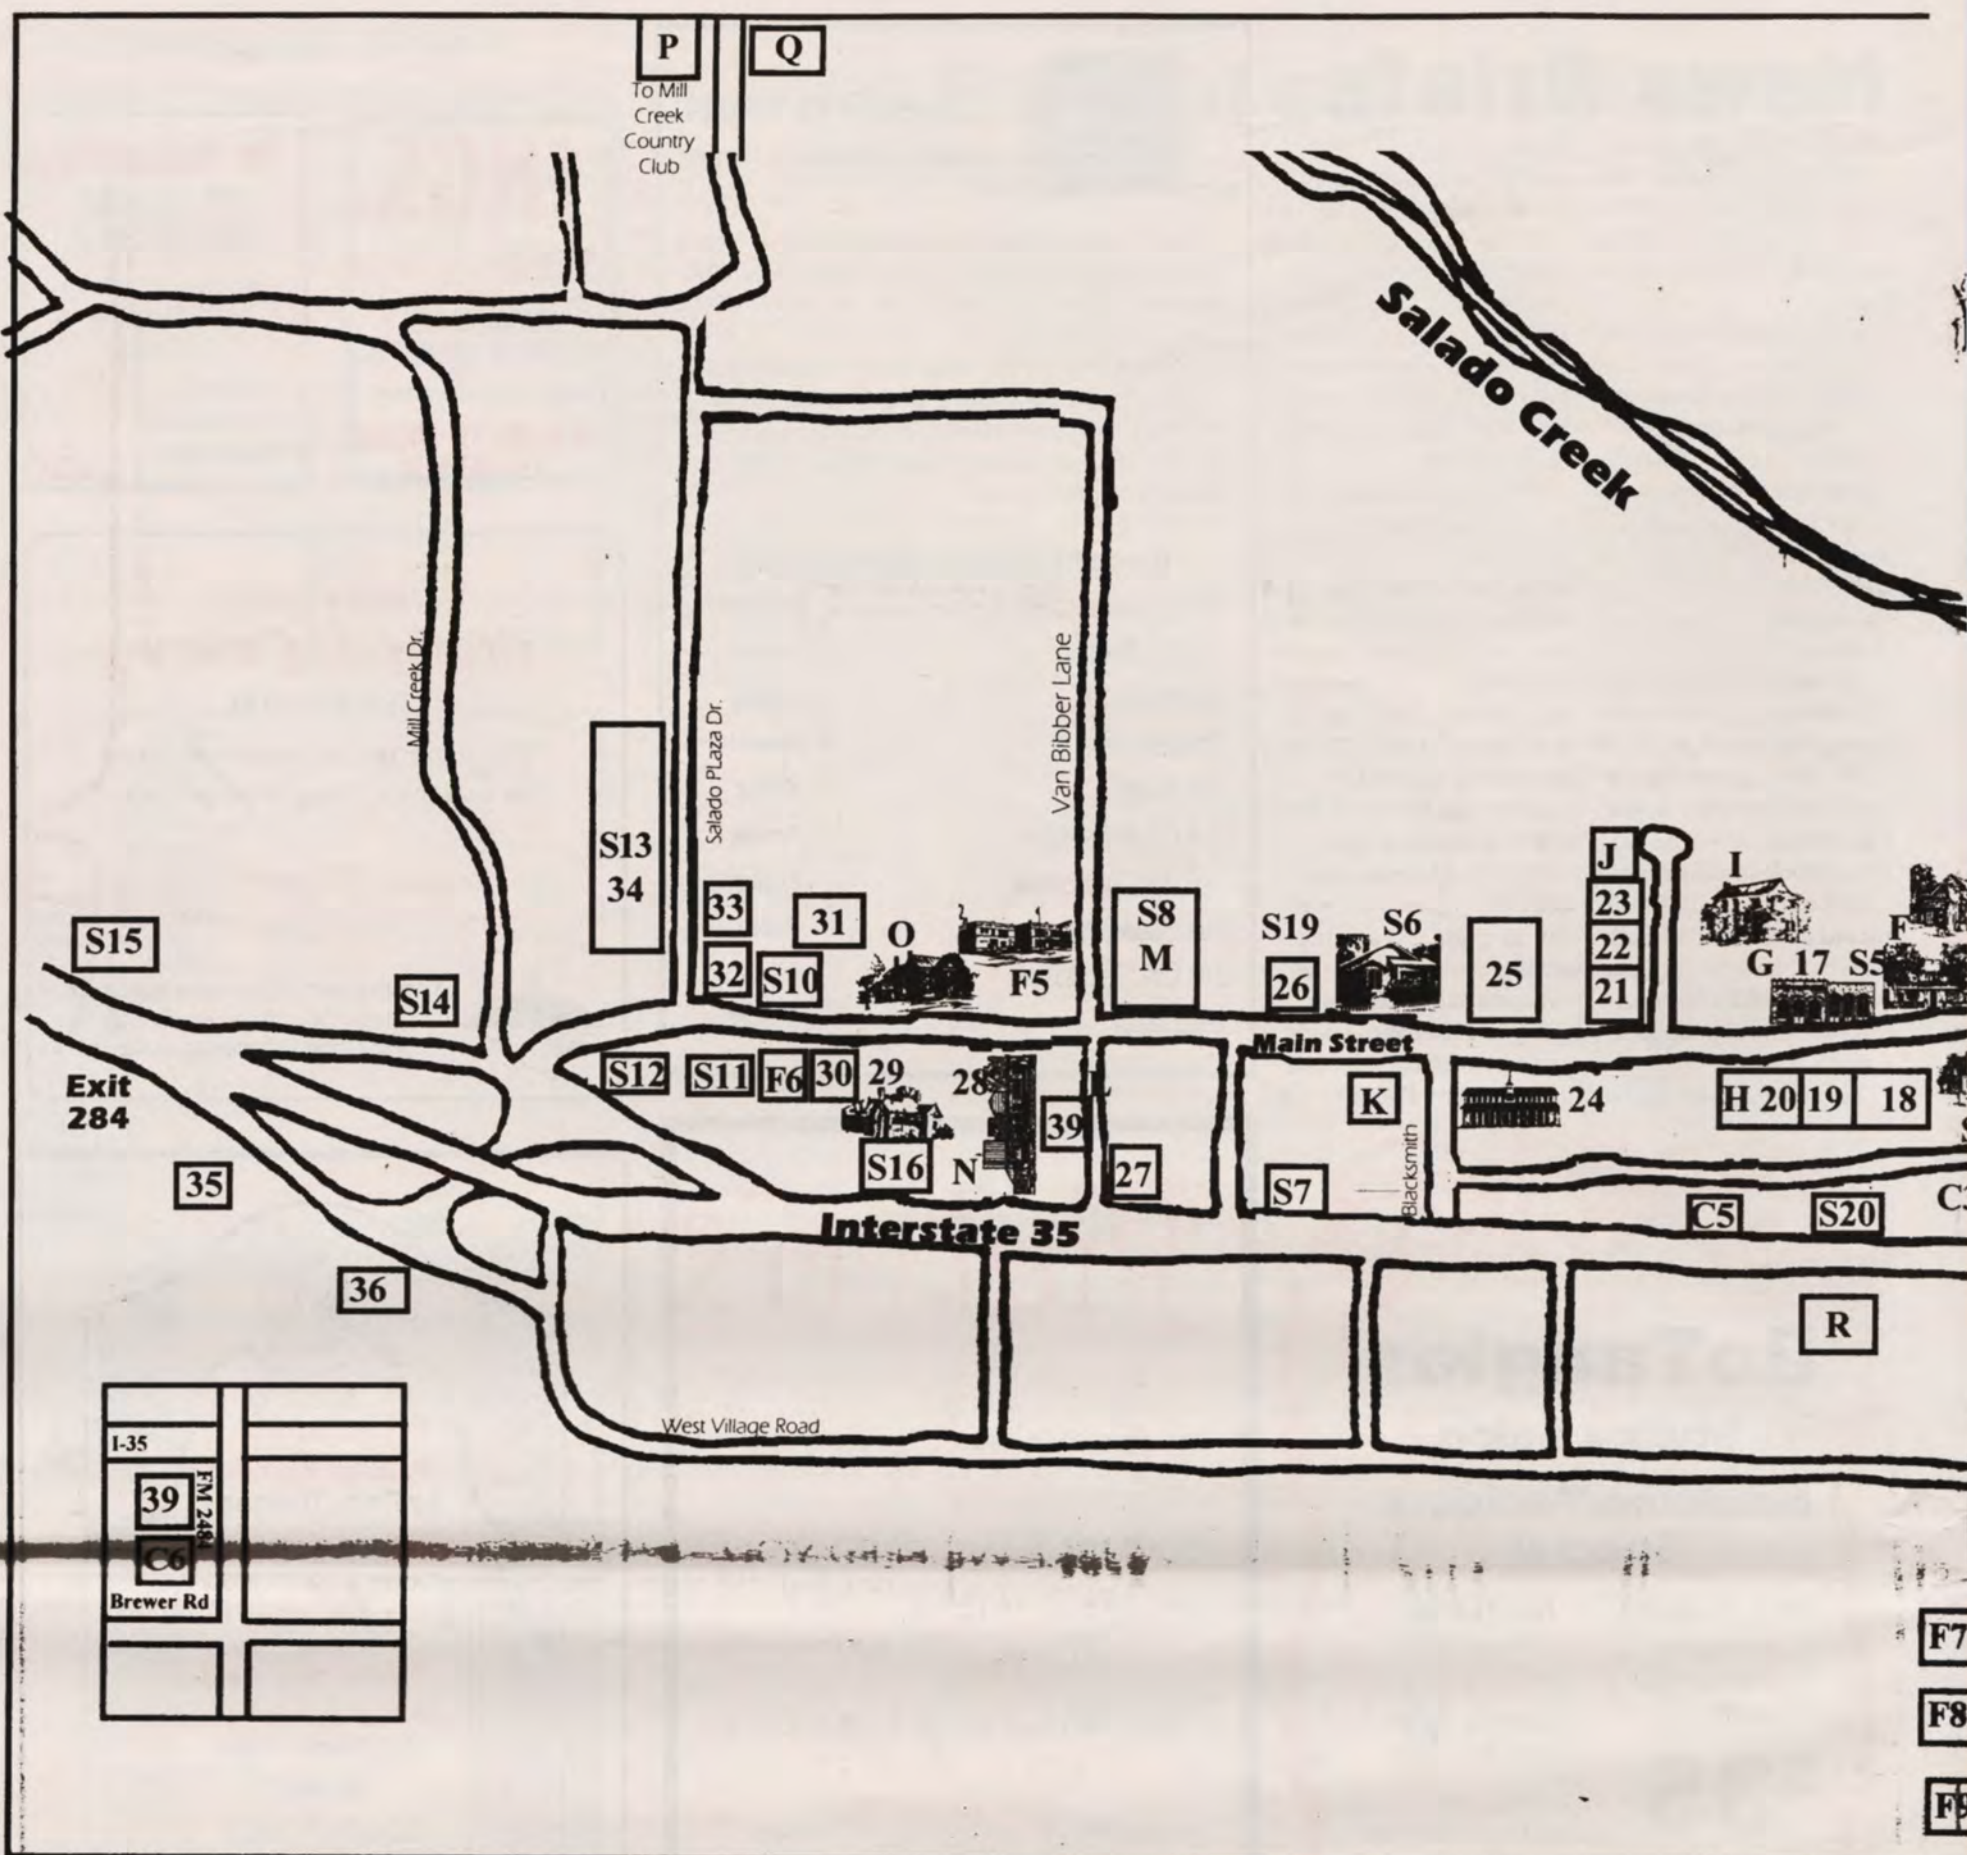 P
Q
To Mill
Creek
Country
Club
Salado Creek
Mill Creek Dr.
Salado PLaza Dr.
Van Bibber Lane
S13
34
33
32
31
S10
O
F5
S8
M
S19
26
S6
25
J
23
22
21
I
F
G 17 S5
S15
S14
Main Street
Exit
284
S12
S11
F6
30
29
28
L
39
K
24
H 20
19
18
35
S16
N
27
S7
Blacksmith
C5
S20
Interstate 35
36
R
West Village Road
I-35
39
FM 2484
C6
Brewer Rd
F7
F8